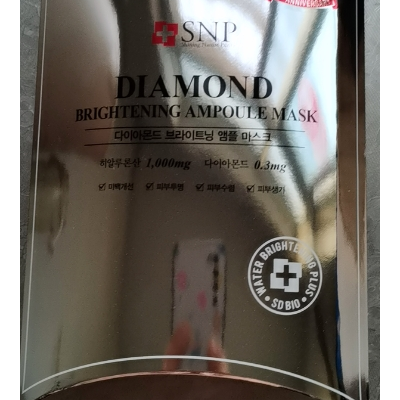 SNP
DIAMOND
BRIGHTENING AMPOULE MASK
다이아몬드 브라이트닝 앰플 마스크
히알루론산 1,000mg 다이아몬드 0.3mg
미백개선 피부투명 피부수렴 피부생기
WATER BRIGHTENING PLUS
SD BIO